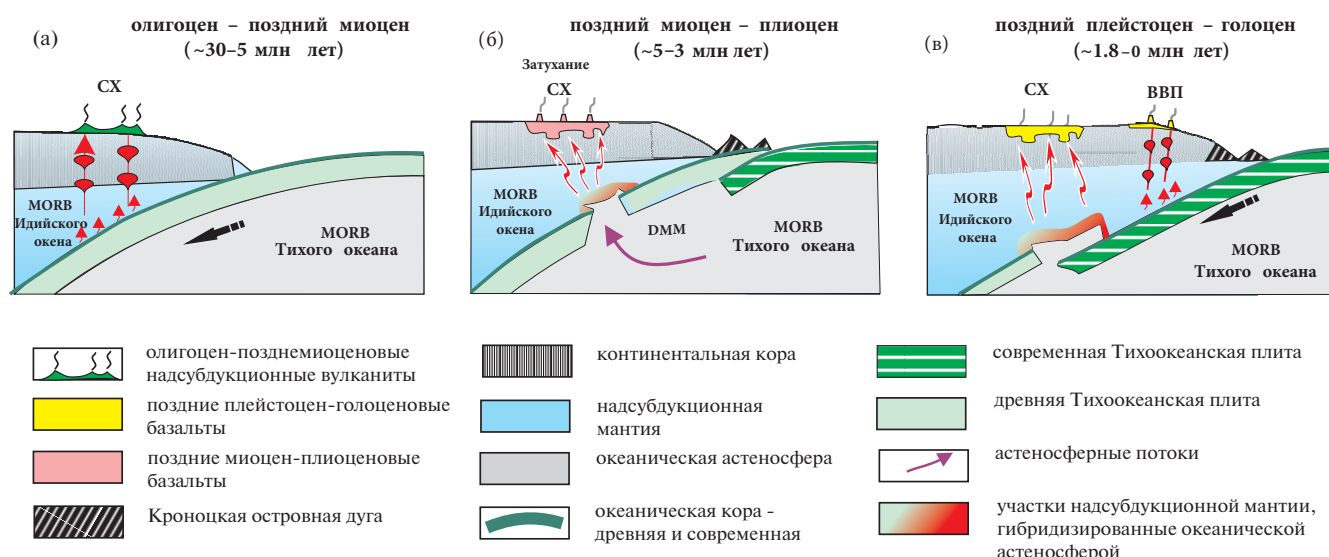 (а)
олигоцен – поздний миоцен
(~30–5 млн лет)
СХ
MORB
Идийского
окена
MORB
Тихого океана
(б)
поздний миоцен – плиоцен
(~5–3 млн лет)
Затухание
СХ
MORB
Идийского
окена
DMM
MORB
Тихого океана
(в)
поздний плейстоцен – голоцен
(~1.8–0 млн лет)
СХ
ВВП
MORB
Идийского
окена
MORB
Тихого океана
олигоцен-позднемиоценовые
надсубдукционные вулканиты
поздние плейстоцен-голоценовые
базальты
поздние миоцен-плиоценовые
базальты
Кроноцкая островная дуга
континентальная кора
надсубдукционная
мантия
океаническая астеносфера
океаническая кора -
древняя и современная
современная Тихоокеанская плита
древняя Тихоокеанская плита
астеносферные потоки
участки надсубдукционной мантии,
гибридизированные океанической
астеносферой